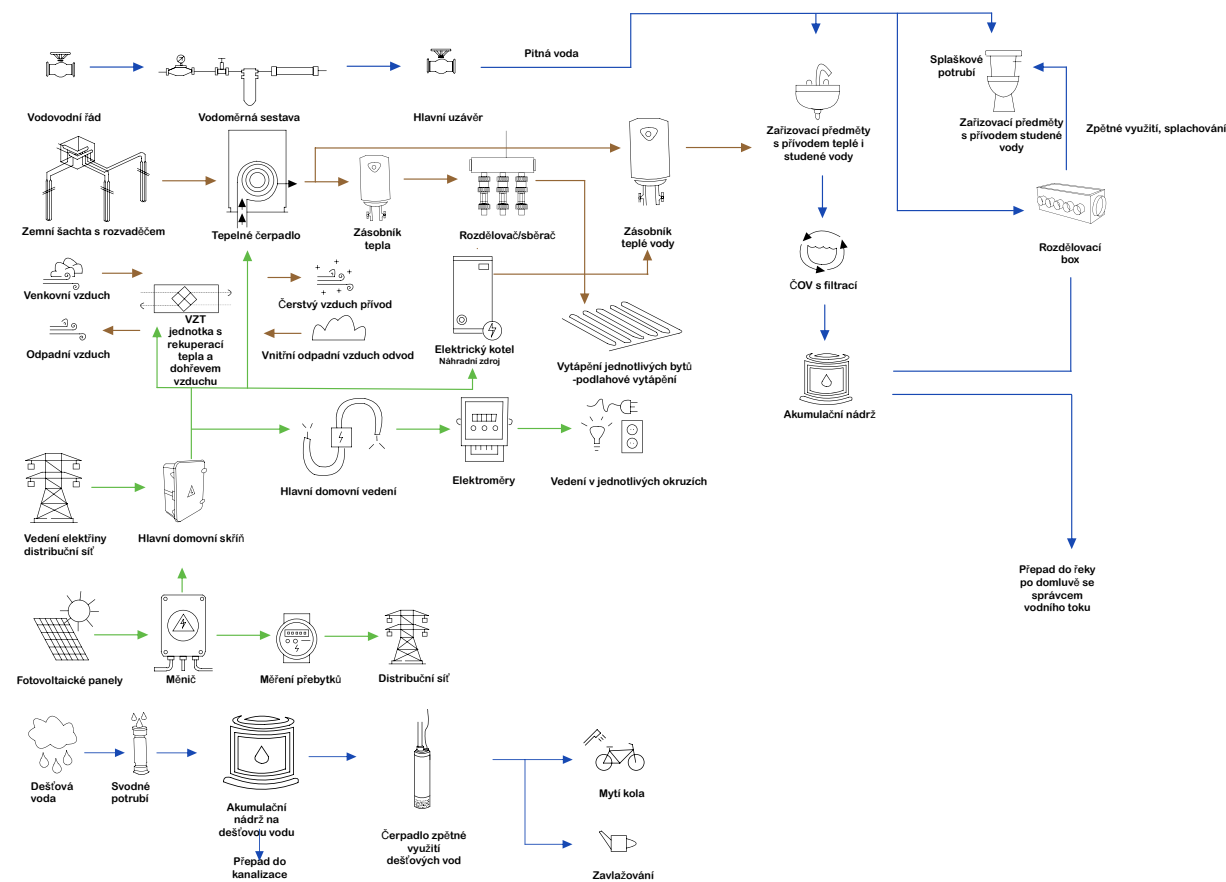 Pitná voda
Vodovodní řád
Vodoměrná sestava
Hlavní uzávěr
Splaškové
potrubí
Zařizovací předměty
s přívodem teplé i
studené vody
Zařizovací předměty
s přívodem studené
vody
Zpětné využití, splachování
Zemní šachta s rozvaděčem
Tepelné čerpadlo
Zásobník
tepla
Rozdělovač/sběrač
Zásobník
teplé vody
Rozdělovací
box
ČOV s filtrací
Venkovní vzduch
VZT
jednotka s
rekuperací
tepla a
dohřevem
vzduchu
Čerstvý vzduch přívod
Odpadní vzduch
Vnitřní odpadní vzduch odvod
Elektrický kotel
Náhradní zdroj
Vytápění jednotlivých bytů
-podlahové vytápění
Akumulační nádrž
Hlavní domovní vedení
Elektroměry
Vedení v jednotlivých okruzích
Vedení elektřiny
distribuční síť
Hlavní domovní skříň
Přepad do řeky
po domluvě se
správcem
vodního toku
Fotovoltaické panely
Měnič
Měření přebytků
Distribuční síť
Dešťová
voda
Svodné
potrubí
Akumulační
nádrž na
dešťovou vodu
Přepad do
kanalizace
Čerpadlo zpětné
využití
dešťových vod
Mytí kola
Zavlažování